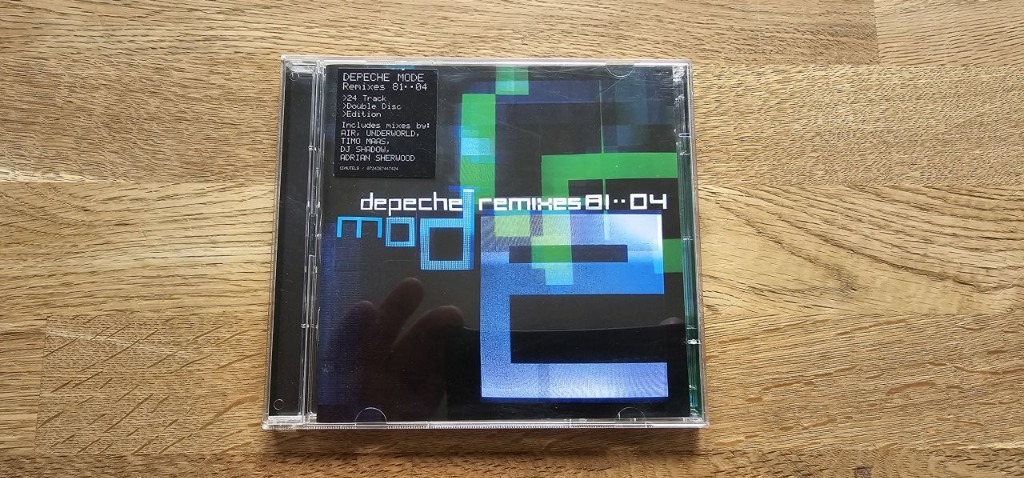 DEPECHE MODE
Remixes 81··04
>24 Track
>Double Disc
>Edition
Includes mixes by:
AIR, UNDERWORLD,
TIMO MAAS,
DJ SHADOW,
ADRIAN SHERWOOD
depeche remixes 81··04
mode